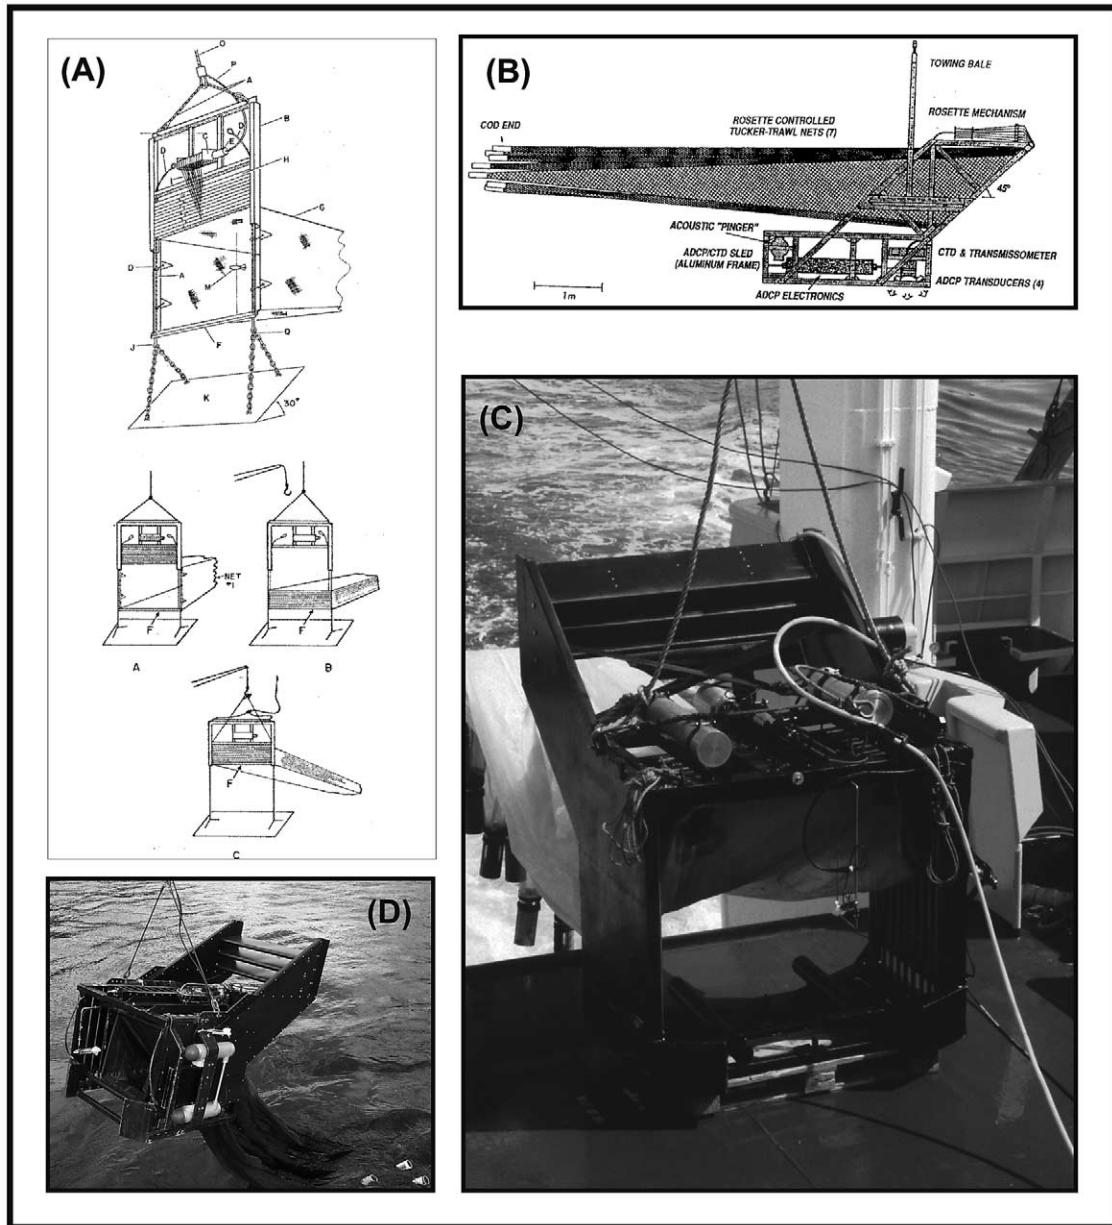 (A)
O
P
A
B
D
C
D
E
H
G
D
A
M
F
Q
J
K
30°
NET
#1
F
A
F
B
F
C
(B)
TOWING BALE
ROSETTE MECHANISM
ROSETTE CONTROLLED
TUCKER-TRAWL NETS (7)
COD END
45°
ACOUSTIC "PINGER"
ADCP/CTD SLED
(ALUMINUM FRAME)
CTD & TRANSMISSOMETER
ADCP TRANSDUCERS (4)
1m
ADCP ELECTRONICS
(C)
(D)